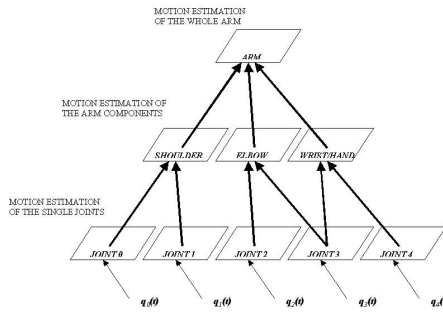 MOTION ESTIMATION
OF THE WHOLE ARM
ARM
MOTION ESTIMATION OF
THE ARM COMPONENTS
SHOULDER ELBOW WRIST/HAND
MOTION ESTIMATION
OF THE SINGLE JOINTS
JOINT 0 JOINT 1 JOINT 2 JOINT 3 JOINT 4
q₀(t) q₁(t) q₂(t) q₃(t) q₄(t)